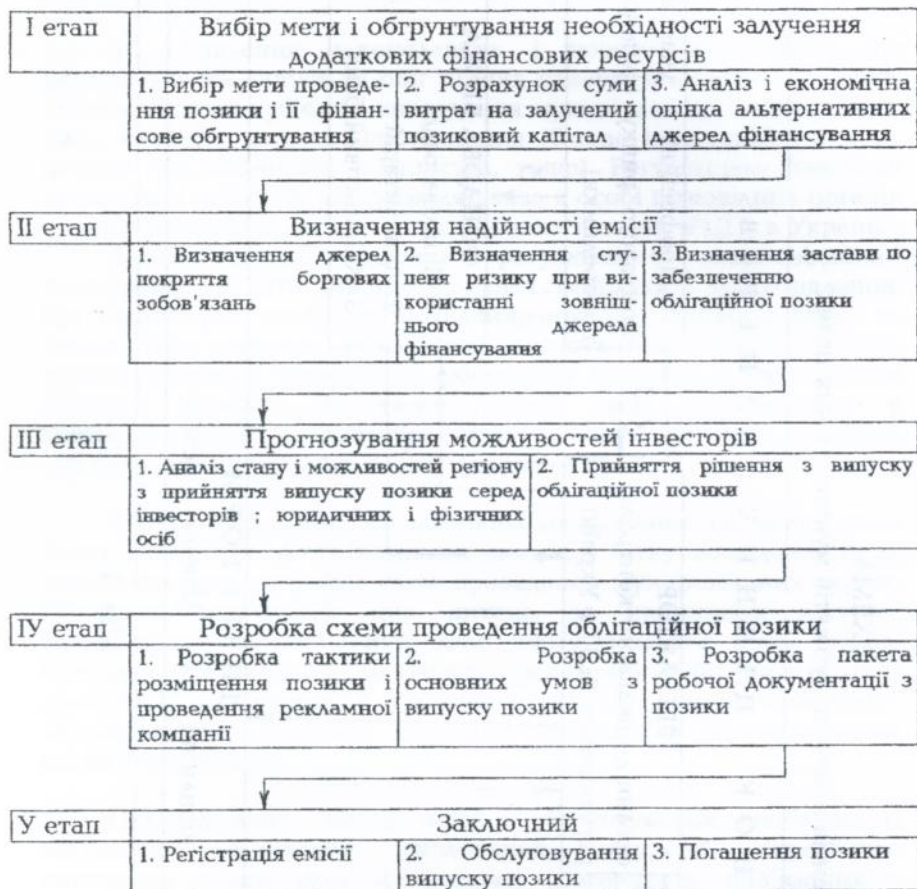 І етап
Вибір мети і обгрунтування необхідності залучення
додаткових фінансових ресурсів
1. Вибір мети проведе-
ння позики і її фінан-
сове обгрунтування
2. Розрахунок суми
витрат на залучений
позиковий капітал
3. Аналіз і економічна
оцінка альтернативних
джерел фінансування
ІІ етап
Визначення надійності емісії
1. Визначення джерел
покриття боргових
зобов'язань
2. Визначення сту-
пеня ризику при ви-
користанні зовніш-
нього джерела
фінансування
3. Визначення застави по
забезпеченню
облігаційної позики
ІІІ етап
Прогнозування можливостей інвесторів
1. Аналіз стану і можливостей регіону
з прийняття випуску позики серед
інвесторів ; юридичних і фізичних
осіб
2. Прийняття рішення з випуску
облігаційної позики
ІУ етап
Розробка схеми проведення облігаційної позики
1. Розробка тактики
розміщення позики і
проведення рекламної
компанії
2. Розробка
основних умов з
випуску позики
3. Розробка пакета
робочої документації з
позики
У етап
Заключний
1. Регістрація емісії
2. Обслуговування
випуску позики
3. Погашення позики